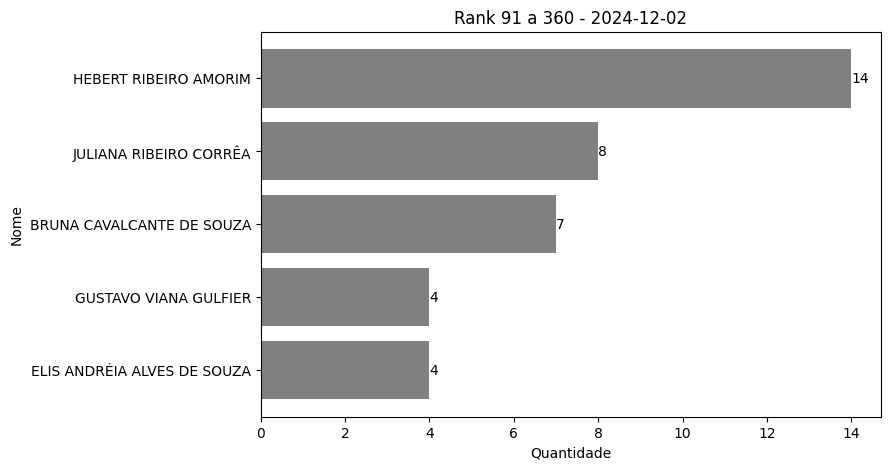 Rank 91 a 360 - 2024-12-02
HEBERT RIBEIRO AMORIM
14
JULIANA RIBEIRO CORRÊA
8
BRUNA CAVALCANTE DE SOUZA
7
GUSTAVO VIANA GULFIER
4
ELIS ANDRÉIA ALVES DE SOUZA
4
Nome
0 2 4 6 8 10 12 14
Quantidade